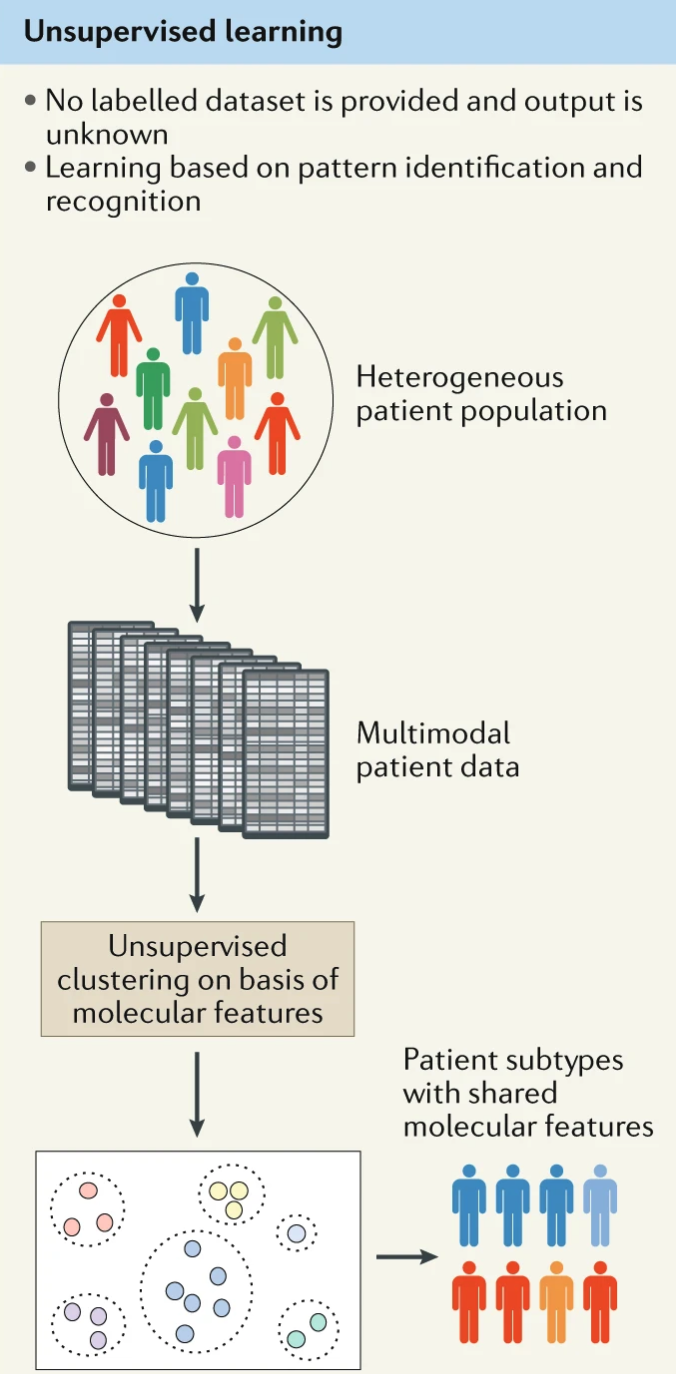 Unsupervised learning
• No labelled dataset is provided and output is
unknown
• Learning based on pattern identification and
recognition
Heterogeneous
patient population
Multimodal
patient data
Unsupervised
clustering on basis of
molecular features
Patient subtypes
with shared
molecular features